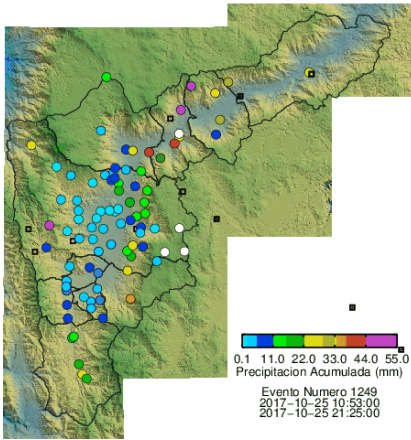 0.1 11.0 22.0 33.0 44.0 55.0
Precipitacion Acumulada (mm)
Evento Numero 1249
2017-10-25 10:53:00
2017-10-25 21:25:00